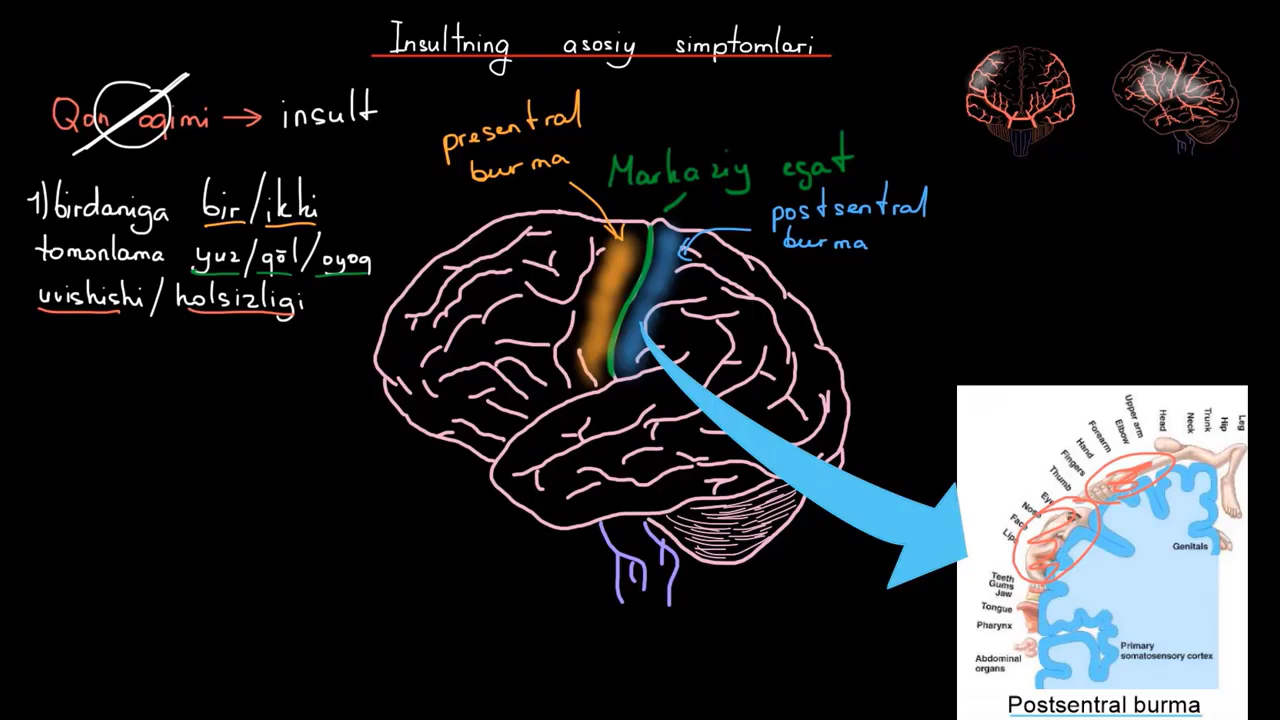 Insultning asosiy simptomlari
Qon oqimi → insult
1) birdaniga bir/ikki
tomonlama yuz/qo̅l/oyoq
uvishishi/holsizligi
presentral
burma
Markaziy egat
postsentral
burma
Leg
Hip
Trunk
Neck
Head
Upper arm
Elbow
Forearm
Hand
Fingers
Thumb
Eye
Nose
Face
Lips
Teeth
Gums
Jaw
Tongue
Pharynx
Abdominal
organs
Genitals
Primary
somatosensory cortex
Postsentral burma